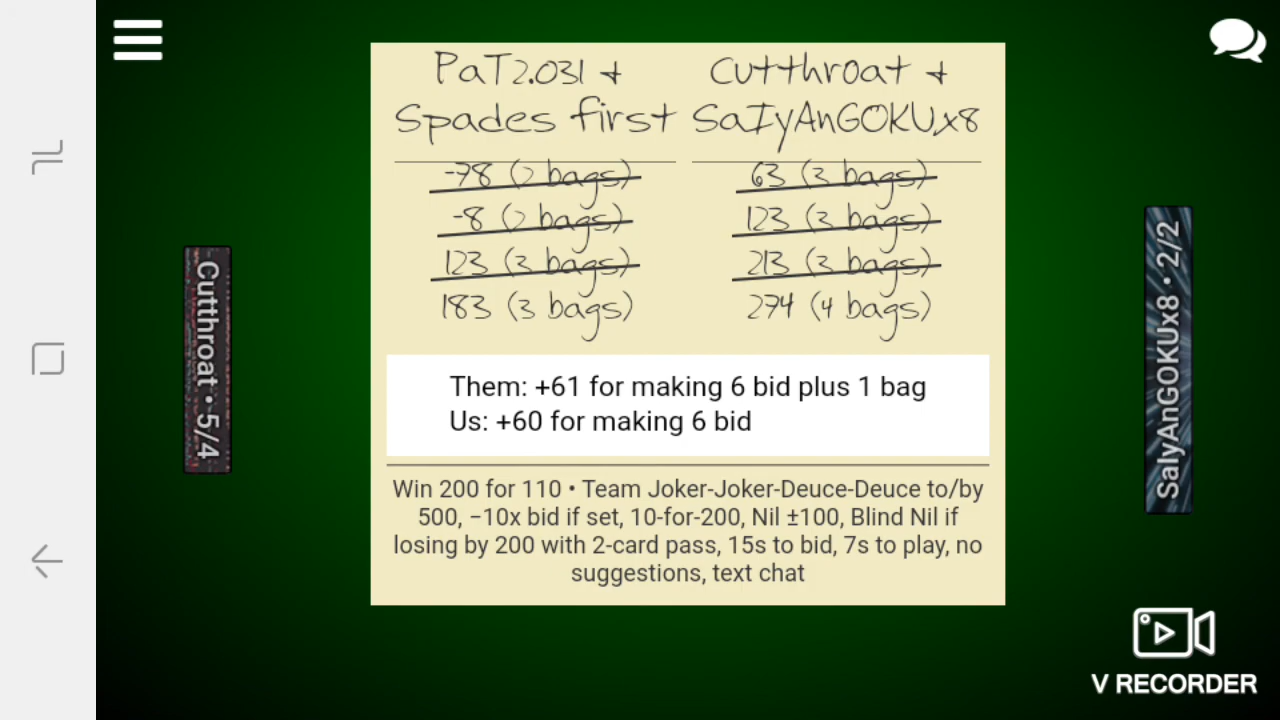 PaT2.031 +
Spades first
Cutthroat +
SaIyAnGOKUx8
-78 (2 bags)
63 (3 bags)
-8 (2 bags)
123 (3 bags)
123 (3 bags)
213 (3 bags)
183 (3 bags)
274 (4 bags)
Them: +61 for making 6 bid plus 1 bag
Us: +60 for making 6 bid
Win 200 for 110 • Team Joker-Joker-Deuce-Deuce to/by
500, −10x bid if set, 10-for-200, Nil ±100, Blind Nil if
losing by 200 with 2-card pass, 15s to bid, 7s to play, no
suggestions, text chat
Cutthroat • 5/4
SaIyAnGOKUx8 • 2/2
V RECORDER